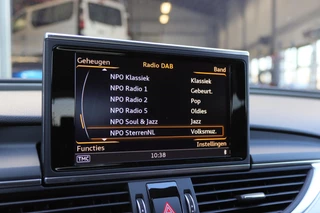 Geheugen Radio DAB Band
NPO Klassiek Klassiek
NPO Radio 1 Gebeurt.
NPO Radio 2 Pop
NPO Radio 5 Oldies
NPO Soul & Jazz Jazz
NPO SterrenNL Volksmuz.
Functies Instellingen
TMC 10:38